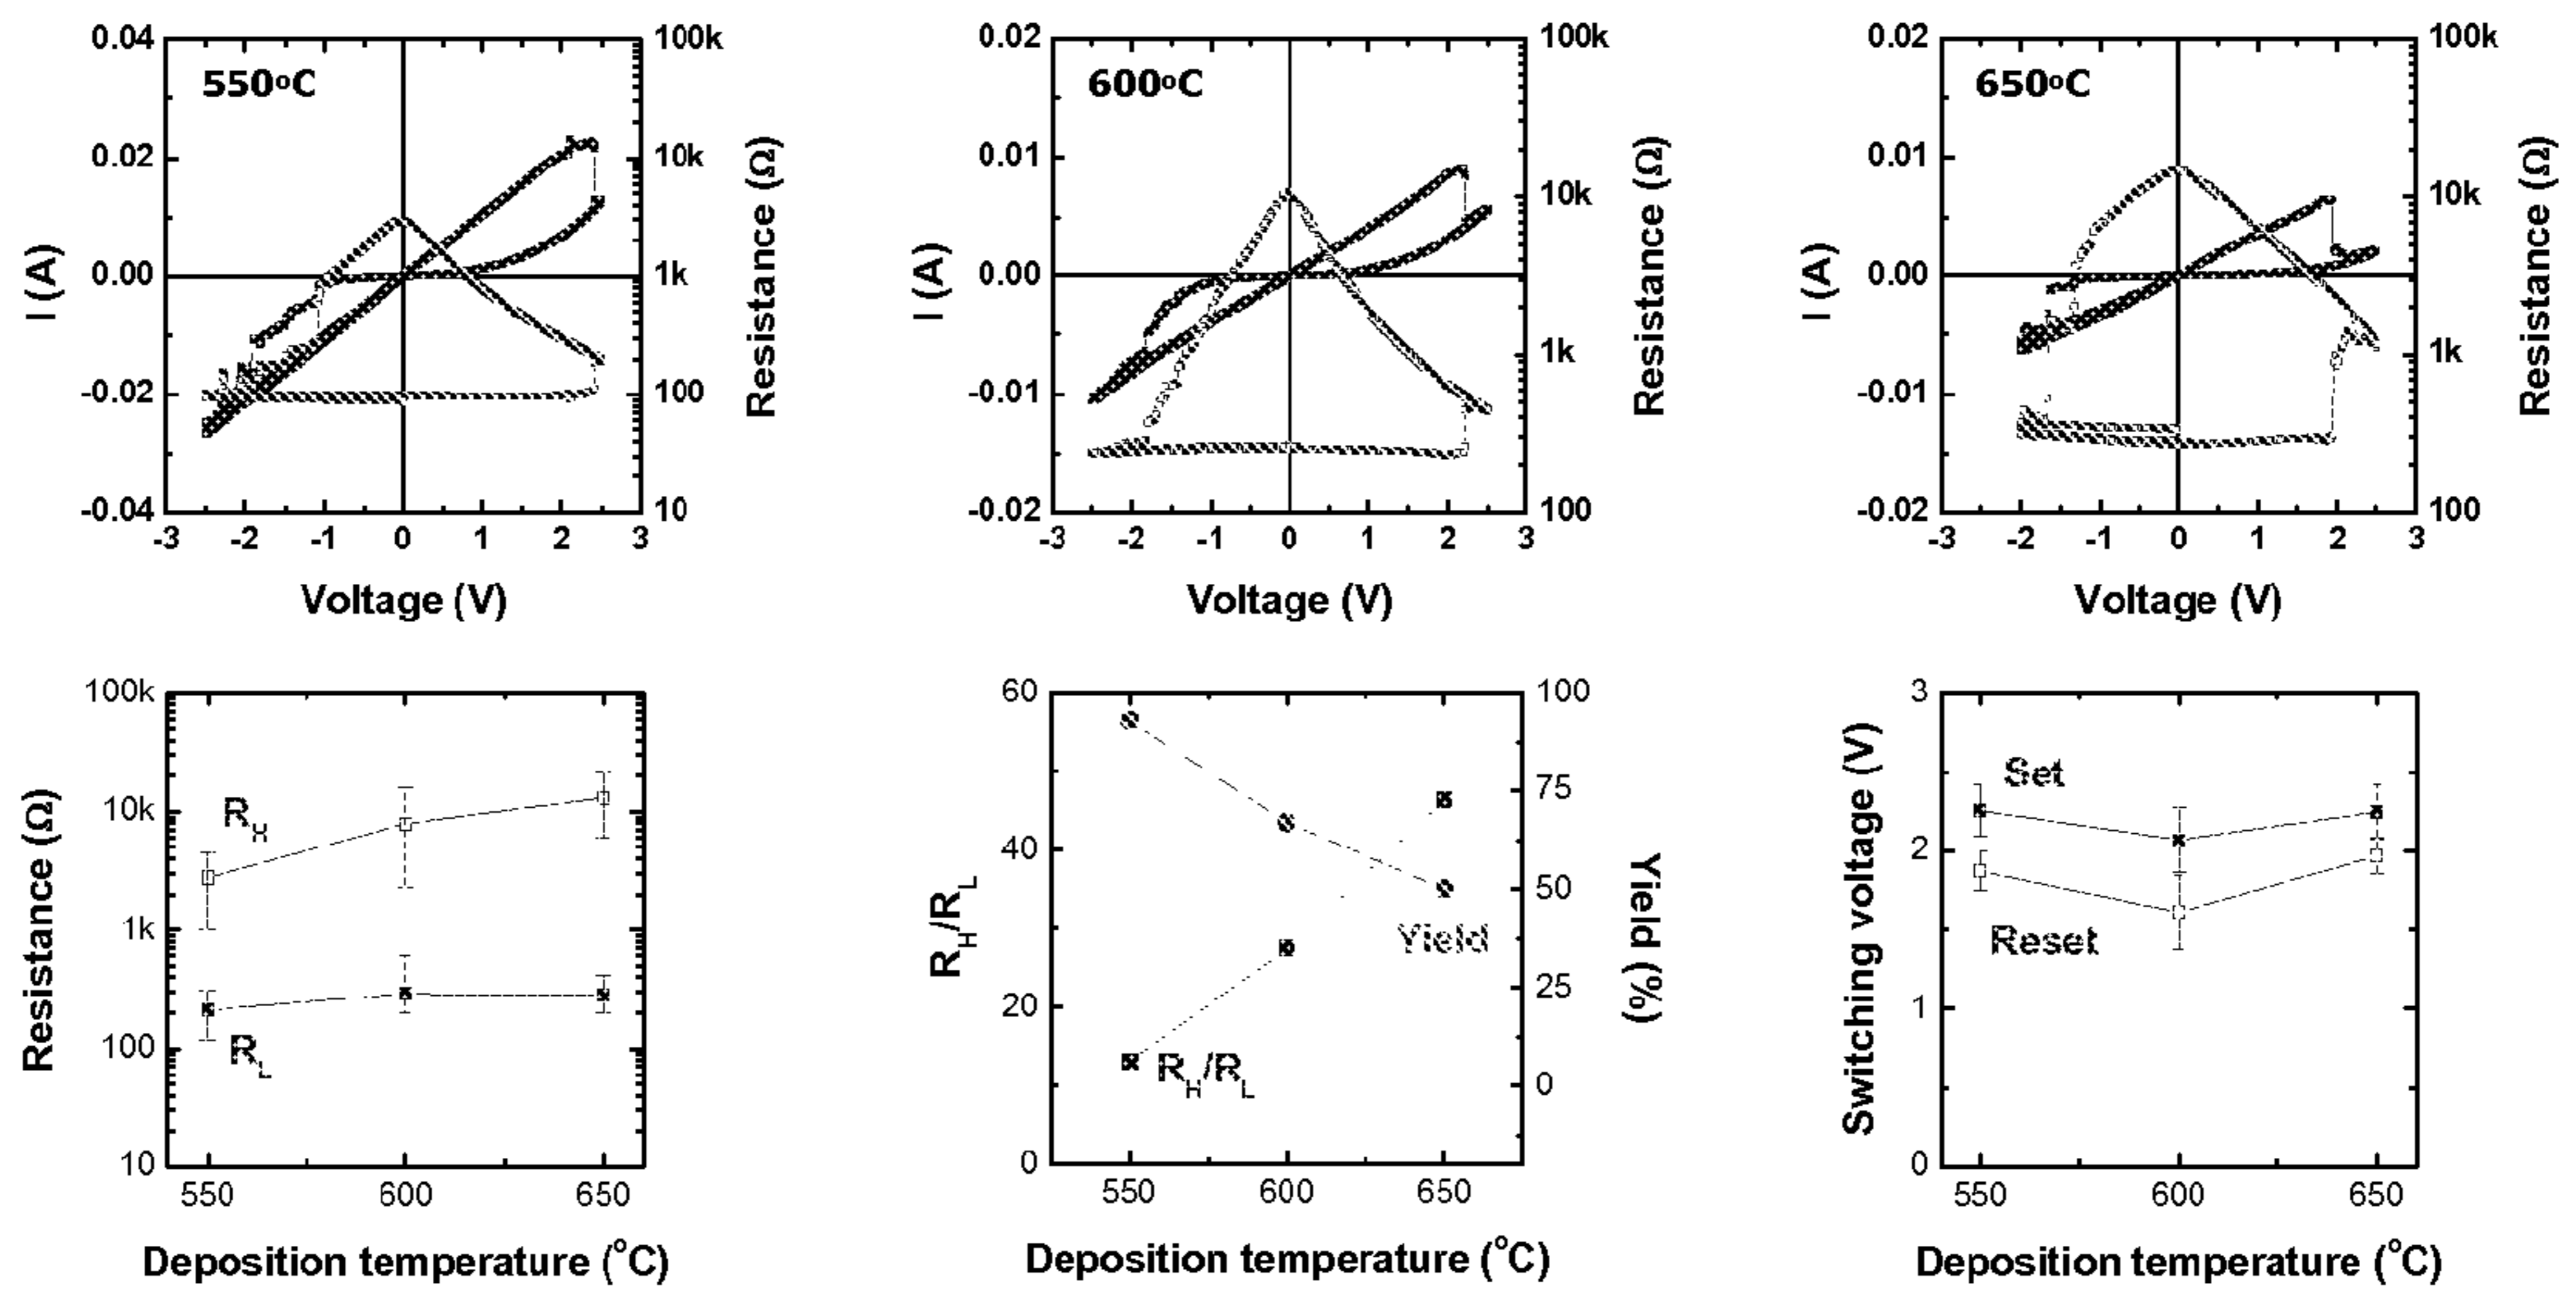 550oC
I (A)
0.04
0.02
0.00
-0.02
-0.04
100k
10k
1k
100
10
Resistance (Ω)
-3 -2 -1 0 1 2 3
Voltage (V)
600oC
I (A)
0.02
0.01
0.00
-0.01
-0.02
100k
10k
1k
100
Resistance (Ω)
-3 -2 -1 0 1 2 3
Voltage (V)
650oC
I (A)
0.02
0.01
0.00
-0.01
-0.02
100k
10k
1k
100
Resistance (Ω)
-3 -2 -1 0 1 2 3
Voltage (V)
Resistance (Ω)
100k
10k
1k
100
10
RH
RL
550 600 650
Deposition temperature (oC)
RH/RL
60
40
20
0
100
75
50
25
0
Yield (%)
Yield
RH/RL
550 600 650
Deposition temperature (oC)
Switching voltage (V)
3
2
1
0
Set
Reset
550 600 650
Deposition temperature (oC)